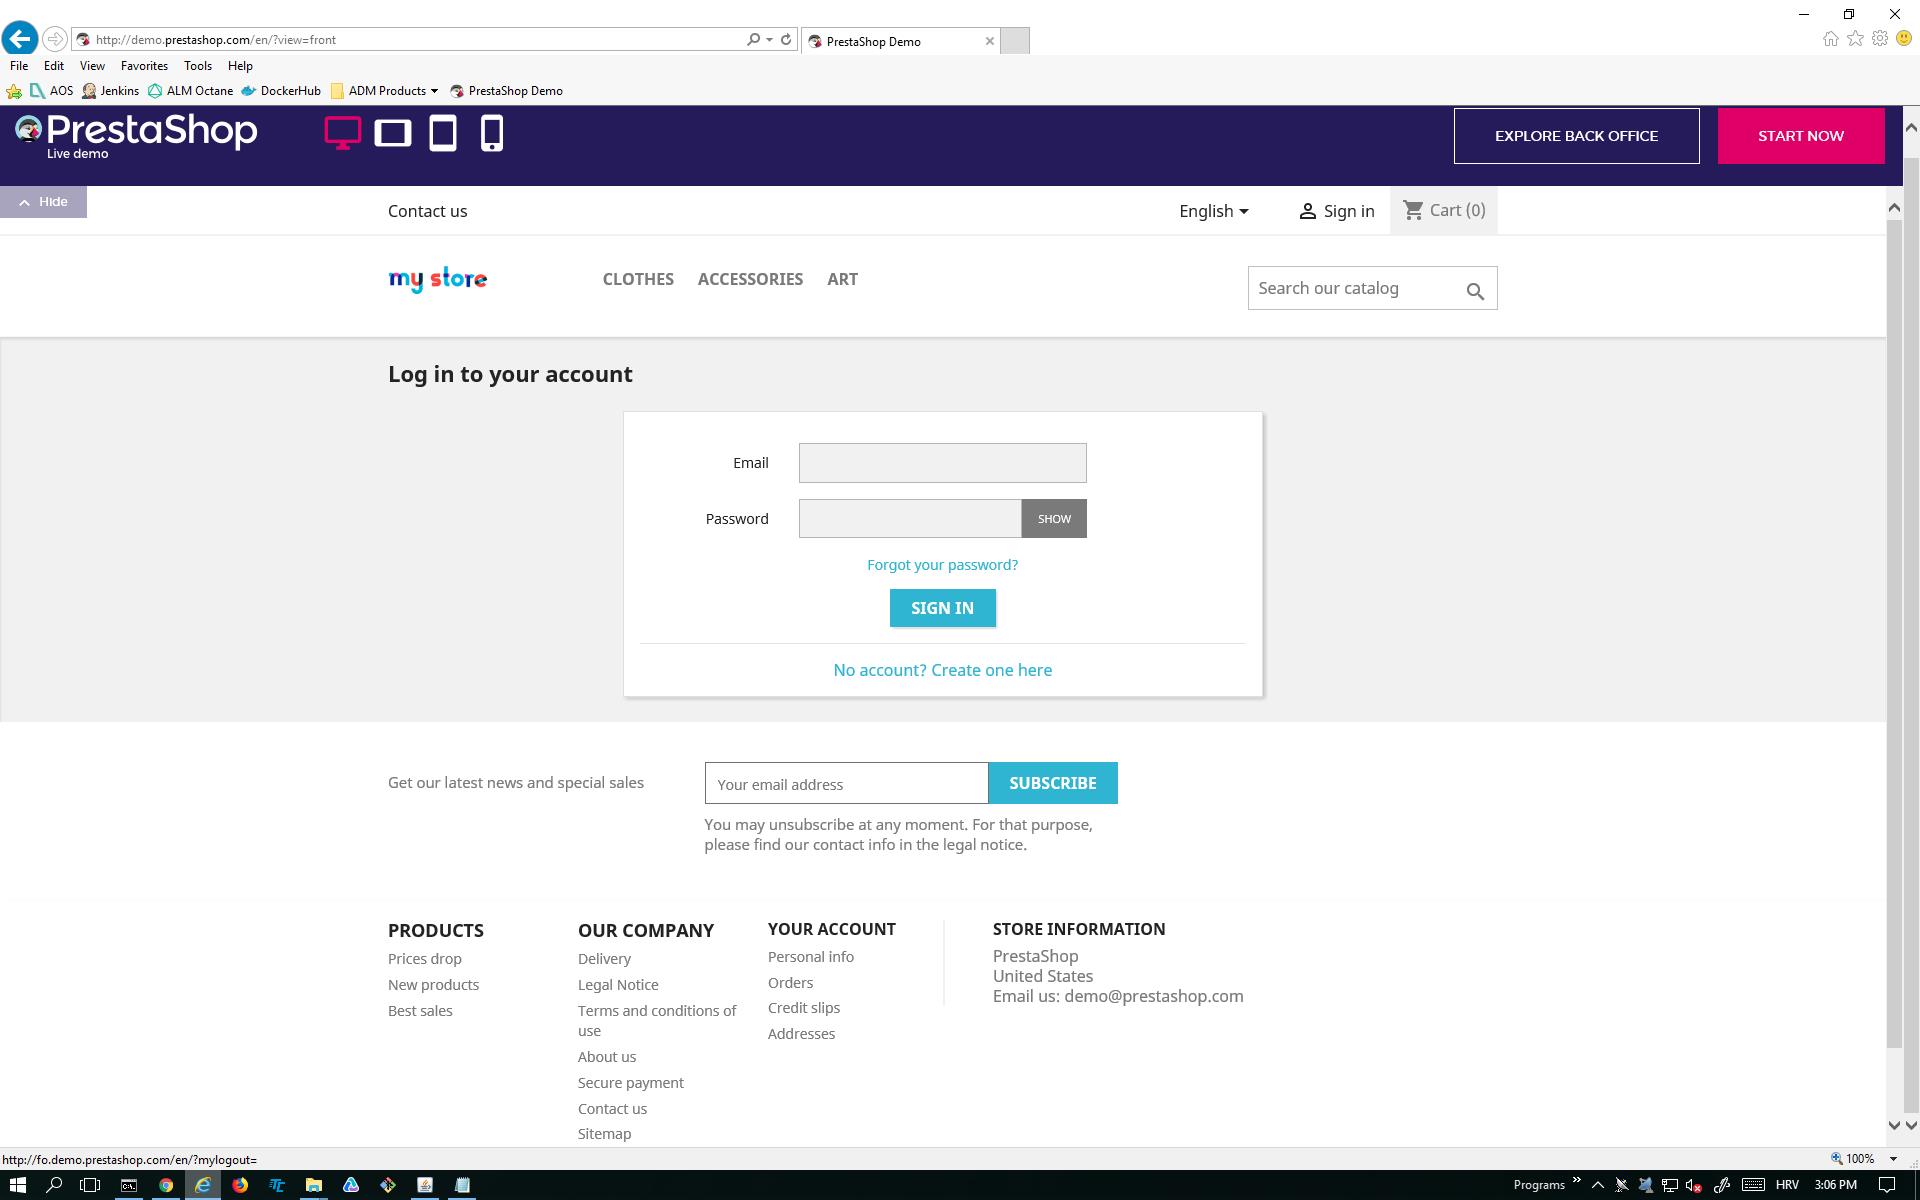 http://demo.prestashop.com/en/?view=front
PrestaShop Demo
File Edit View Favorites Tools Help
AOS Jenkins ALM Octane DockerHub ADM Products PrestaShop Demo
PrestaShop
Live demo
EXPLORE BACK OFFICE
START NOW
Hide
Contact us
English
Sign in
Cart (0)
my store
CLOTHES ACCESSORIES ART
Search our catalog
Log in to your account
Email
Password
SHOW
Forgot your password?
SIGN IN
No account? Create one here
Get our latest news and special sales
Your email address
SUBSCRIBE
You may unsubscribe at any moment. For that purpose,
please find our contact info in the legal notice.
PRODUCTS
Prices drop
New products
Best sales
OUR COMPANY
Delivery
Legal Notice
Terms and conditions of
use
About us
Secure payment
Contact us
Sitemap
YOUR ACCOUNT
Personal info
Orders
Credit slips
Addresses
STORE INFORMATION
PrestaShop
United States
Email us: demo@prestashop.com
http://fo.demo.prestashop.com/en/?mylogout=
100%
Programs
HRV
3:06 PM